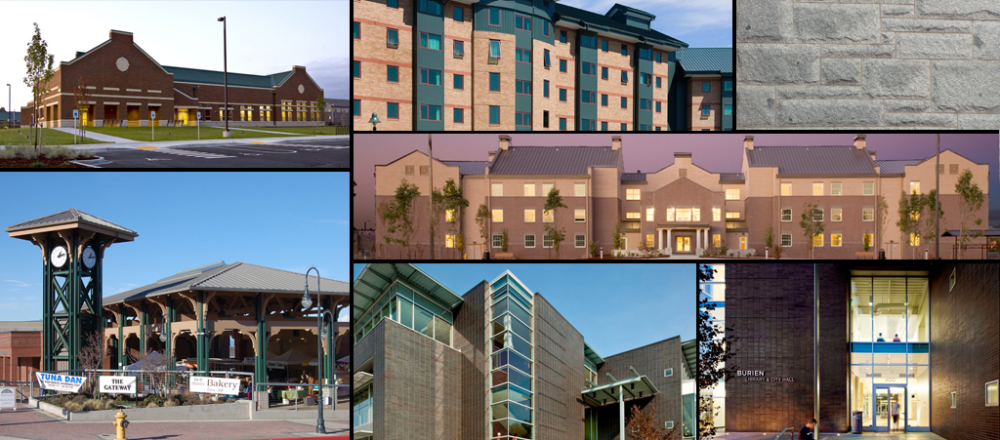 TUNA DAN
THE
GATEWAY
Bakery
BURIEN
LIBRARY & CITY HALL